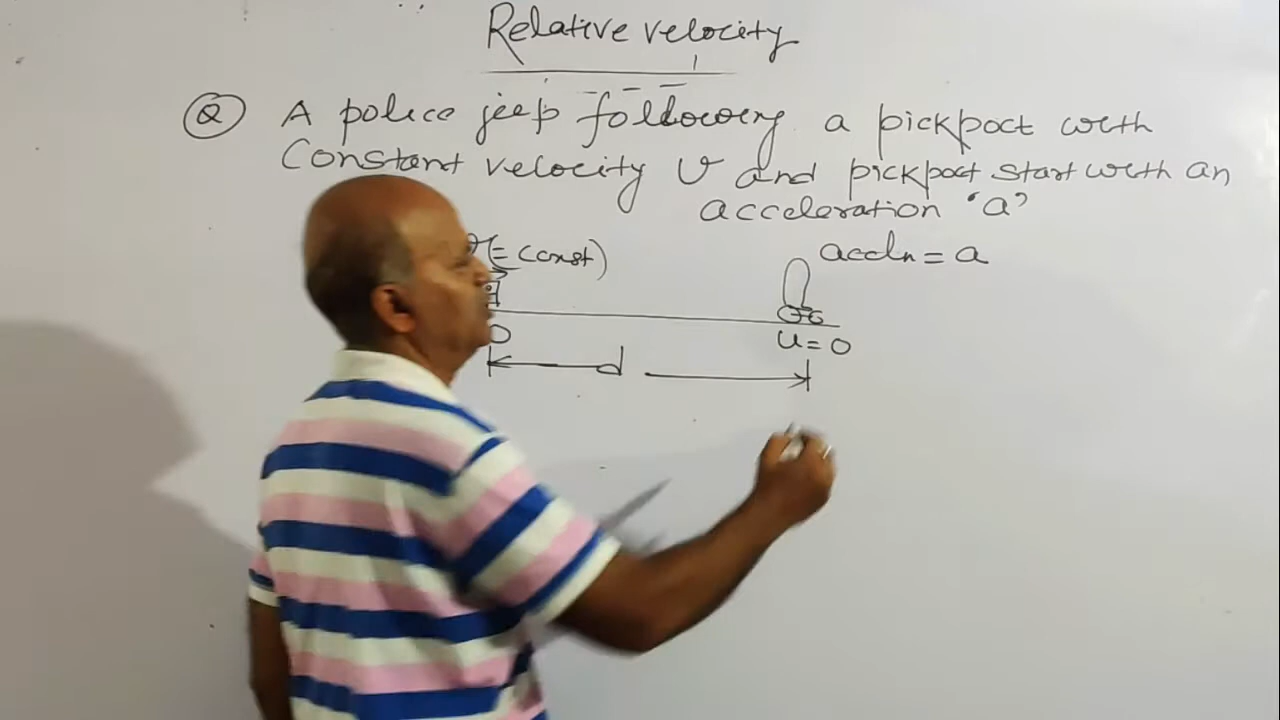 Relative velocity
Q A police jeep following a pickpoct with
Constant velocity v and pickpoct start with an
acceleration 'a'
(= const) accln = a
u = 0
d